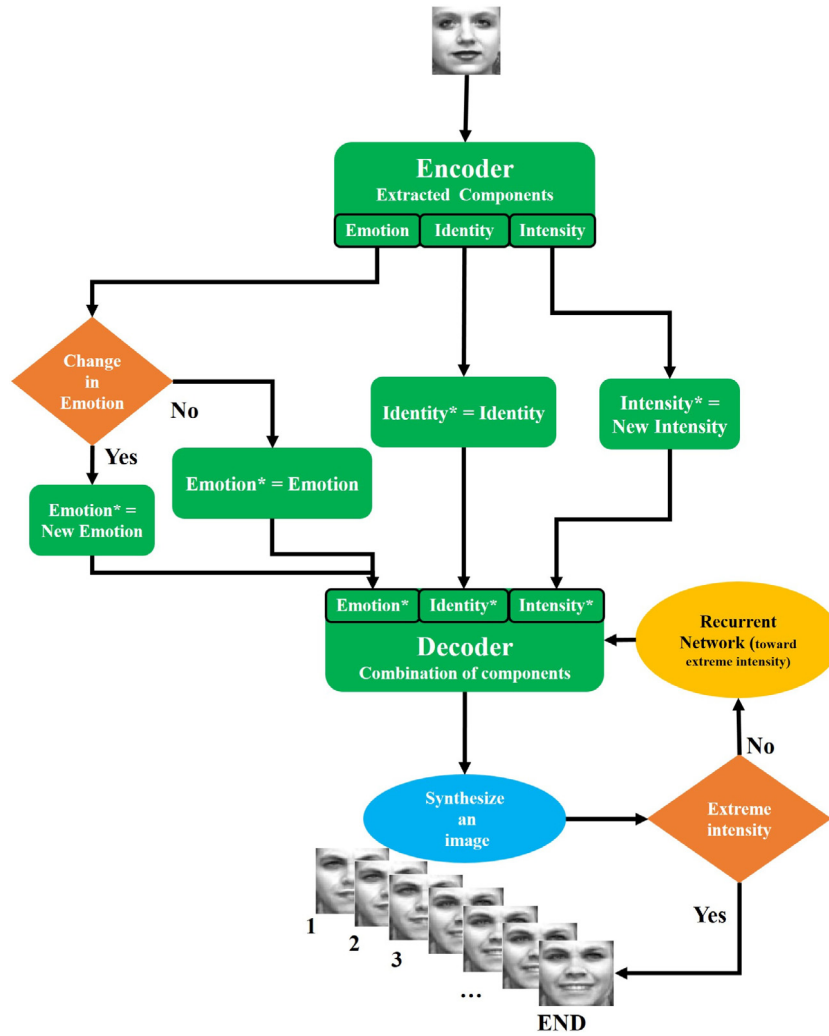 Encoder
Extracted Components
Emotion
Identity
Intensity
Change
in
Emotion
No
Yes
Identity* = Identity
Intensity* =
New Intensity
Emotion* = Emotion
Emotion* =
New Emotion
Emotion*
Identity*
Intensity*
Decoder
Combination of components
Recurrent
Network (toward
extreme intensity)
No
Synthesize
an
image
Extreme
intensity
Yes
1
2
3
...
END